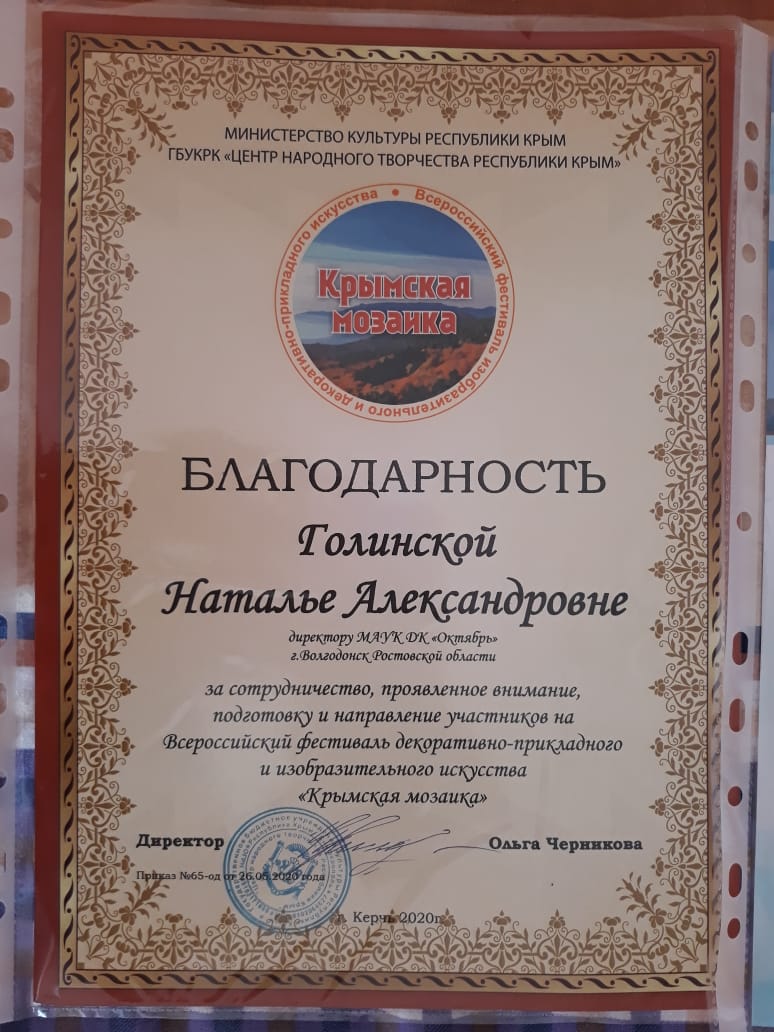 МИНИСТЕРСТВО КУЛЬТУРЫ РЕСПУБЛИКИ КРЫМ
ГБУКРК «ЦЕНТР НАРОДНОГО ТВОРЧЕСТВА РЕСПУБЛИКИ КРЫМ»
Всероссийский фестиваль изобразительного и декоративно-прикладного искусства
Крымская
мозаика
БЛАГОДАРНОСТЬ
Голинской
Наталье Александровне
директору МАУК ДК «Октябрь»
г.Волгодонск Ростовской области
за сотрудничество, проявленное внимание,
подготовку и направление участников на
Всероссийский фестиваль декоративно-прикладного
и изобразительного искусства
«Крымская мозаика»
Директор Ольга Черникова
Приказ №65-од от 26.05.2020 года
г. Керчь 2020г.